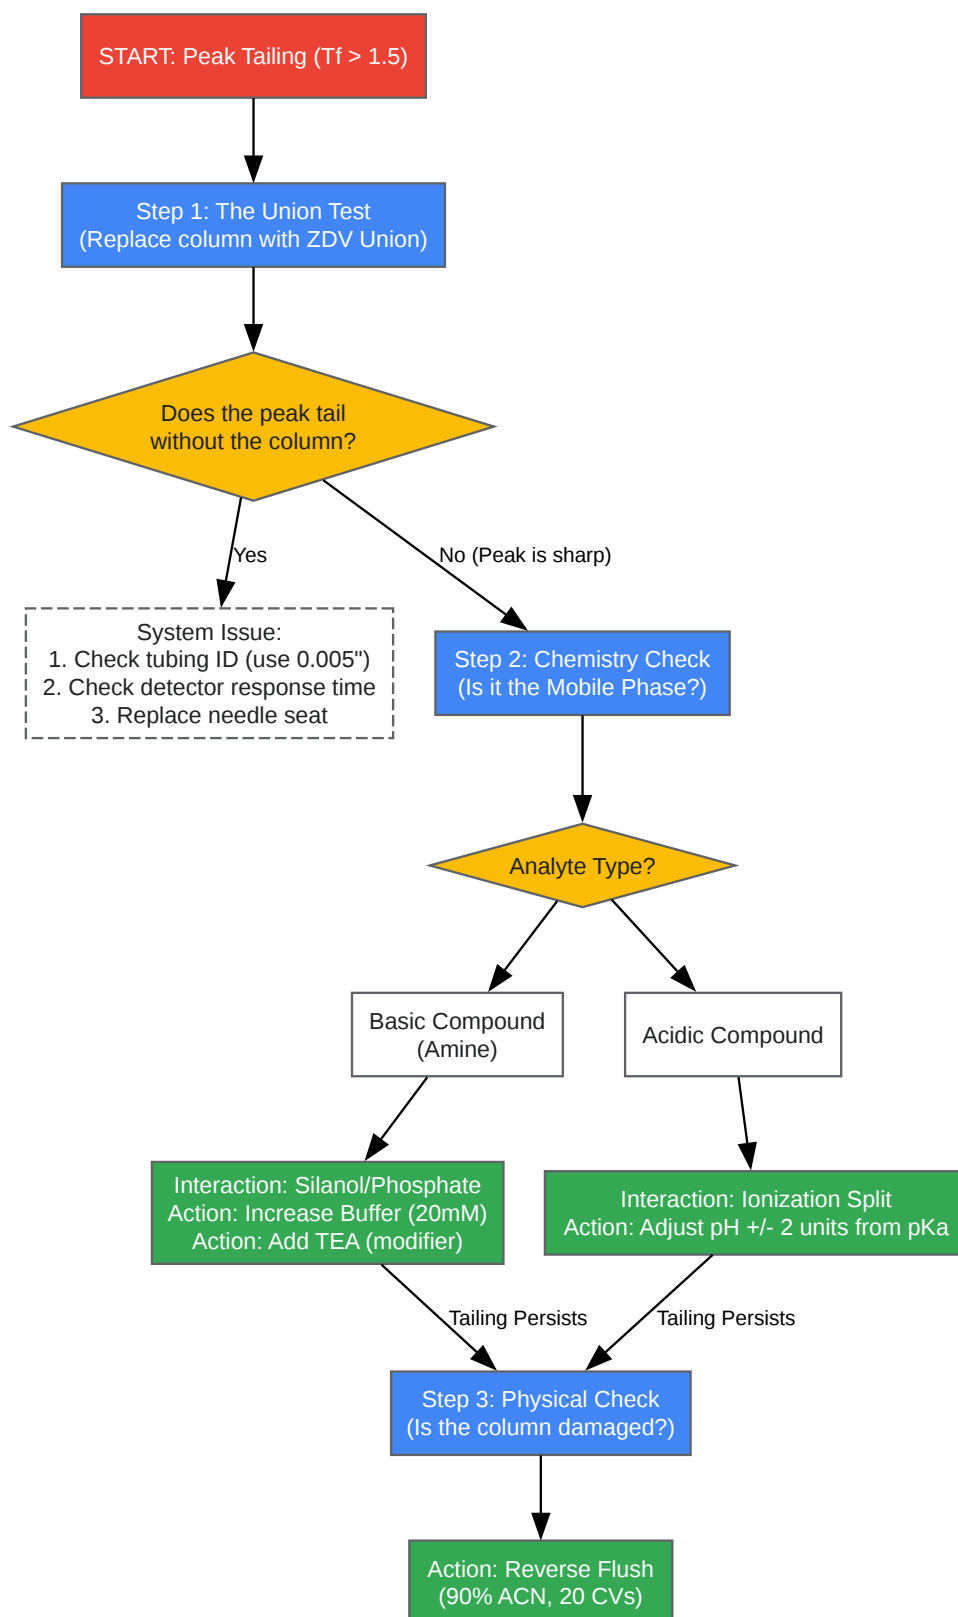 START: Peak Tailing (Tf > 1.5)
Step 1: The Union Test
(Replace column with ZDV Union)
Does the peak tail
without the column?
Yes
No (Peak is sharp)
System Issue:
1. Check tubing ID (use 0.005")
2. Check detector response time
3. Replace needle seat
Step 2: Chemistry Check
(Is it the Mobile Phase?)
Analyte Type?
Basic Compound
(Amine)
Acidic Compound
Interaction: Silanol/Phosphate
Action: Increase Buffer (20mM)
Action: Add TEA (modifier)
Interaction: Ionization Split
Action: Adjust pH +/- 2 units from pKa
Tailing Persists
Tailing Persists
Step 3: Physical Check
(Is the column damaged?)
Action: Reverse Flush
(90% ACN, 20 CVs)